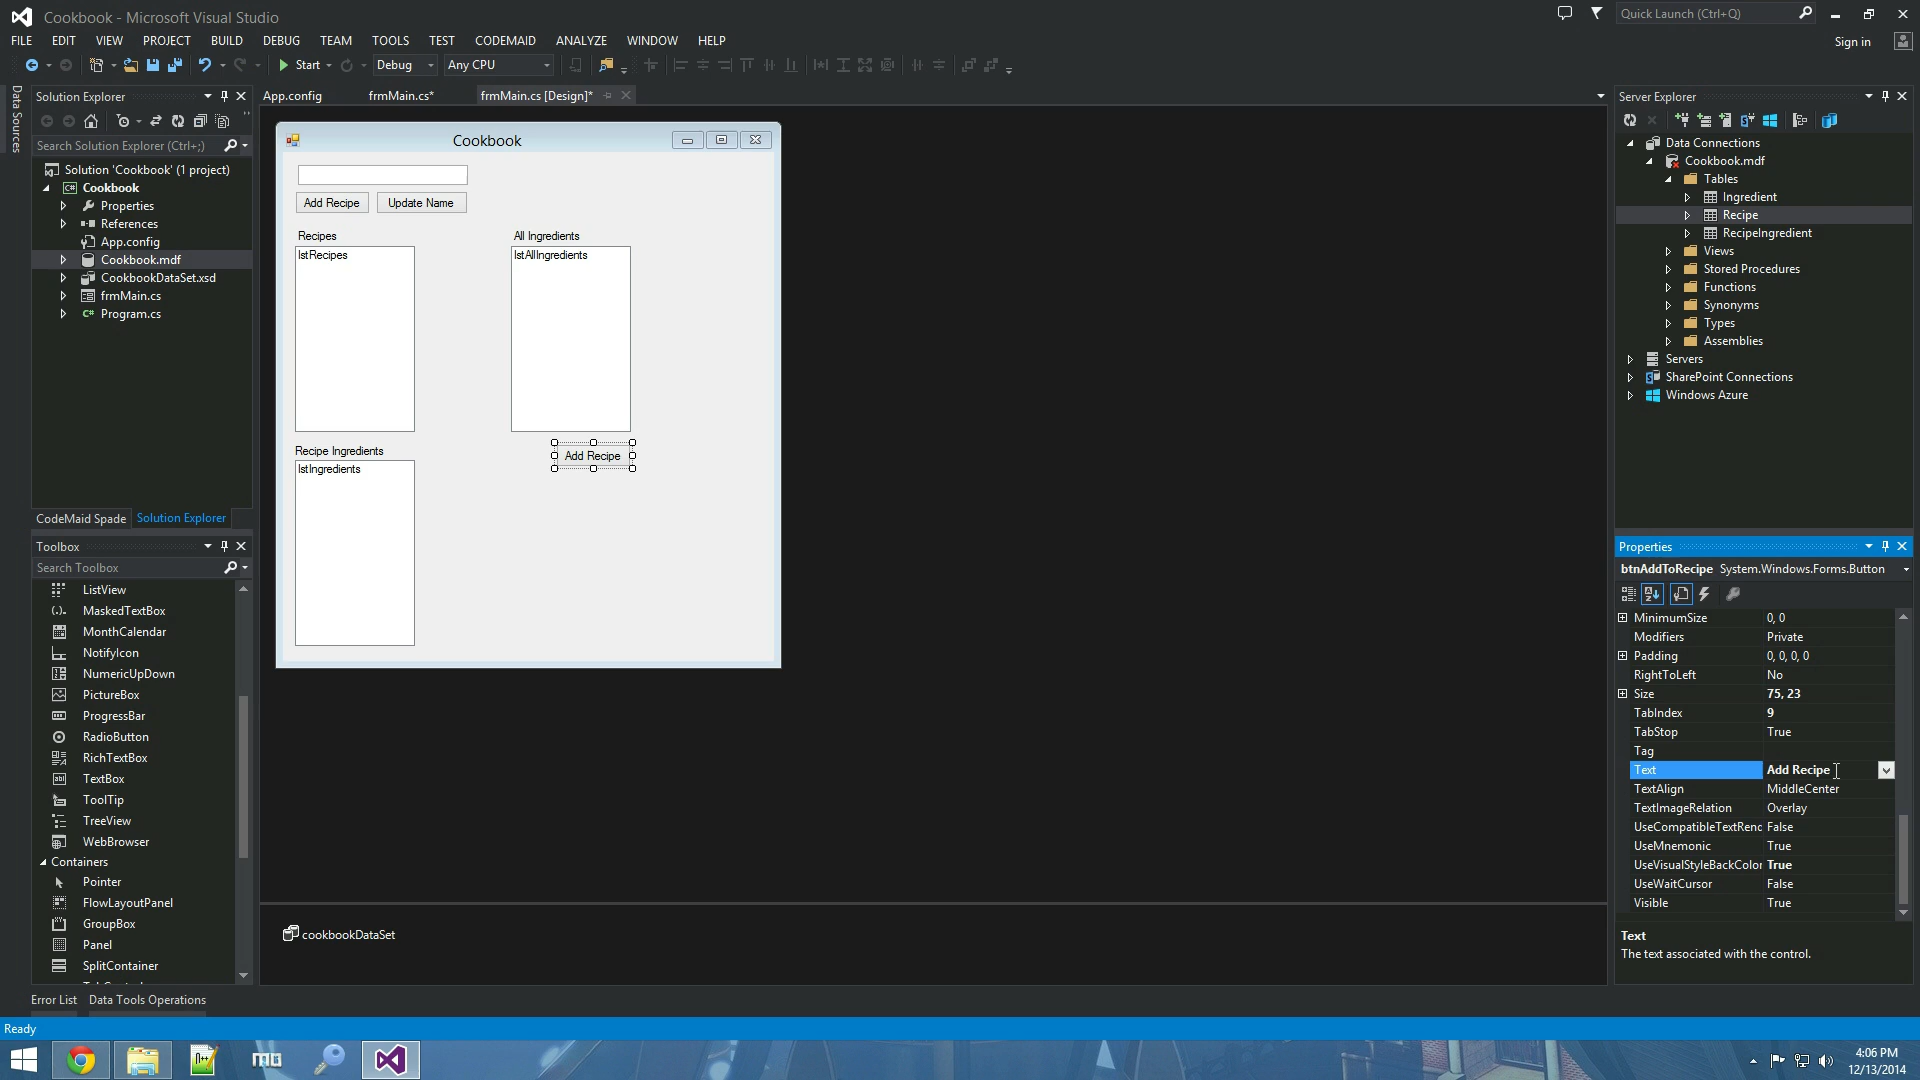 Cookbook - Microsoft Visual Studio
Quick Launch (Ctrl+Q)
FILE EDIT VIEW PROJECT BUILD DEBUG TEAM TOOLS TEST CODEMAID ANALYZE WINDOW HELP
Sign in
Start Debug Any CPU
Data Sources
Solution Explorer
Search Solution Explorer (Ctrl+;)
Solution 'Cookbook' (1 project)
Cookbook
Properties
References
App.config
Cookbook.mdf
CookbookDataSet.xsd
frmMain.cs
Program.cs
CodeMaid Spade Solution Explorer
Toolbox
Search Toolbox
ListView
MaskedTextBox
MonthCalendar
NotifyIcon
NumericUpDown
PictureBox
ProgressBar
RadioButton
RichTextBox
TextBox
ToolTip
TreeView
WebBrowser
Containers
Pointer
FlowLayoutPanel
GroupBox
Panel
SplitContainer
App.config frmMain.cs* frmMain.cs [Design]*
Cookbook
Add Recipe Update Name
Recipes All Ingredients
lstRecipes lstAllIngredients
Recipe Ingredients Add Recipe
lstIngredients
cookbookDataSet
Server Explorer
Data Connections
Cookbook.mdf
Tables
Ingredient
Recipe
RecipeIngredient
Views
Stored Procedures
Functions
Synonyms
Types
Assemblies
Servers
SharePoint Connections
Windows Azure
Properties
btnAddToRecipe System.Windows.Forms.Button
MinimumSize 0, 0
Modifiers Private
Padding 0, 0, 0, 0
RightToLeft No
Size 75, 23
TabIndex 9
TabStop True
Tag
Text Add Recipe
TextAlign MiddleCenter
TextImageRelation Overlay
UseCompatibleTextRend False
UseMnemonic True
UseVisualStyleBackColor True
UseWaitCursor False
Visible True
Text
The text associated with the control.
Error List Data Tools Operations
Ready
4:06 PM
12/13/2014